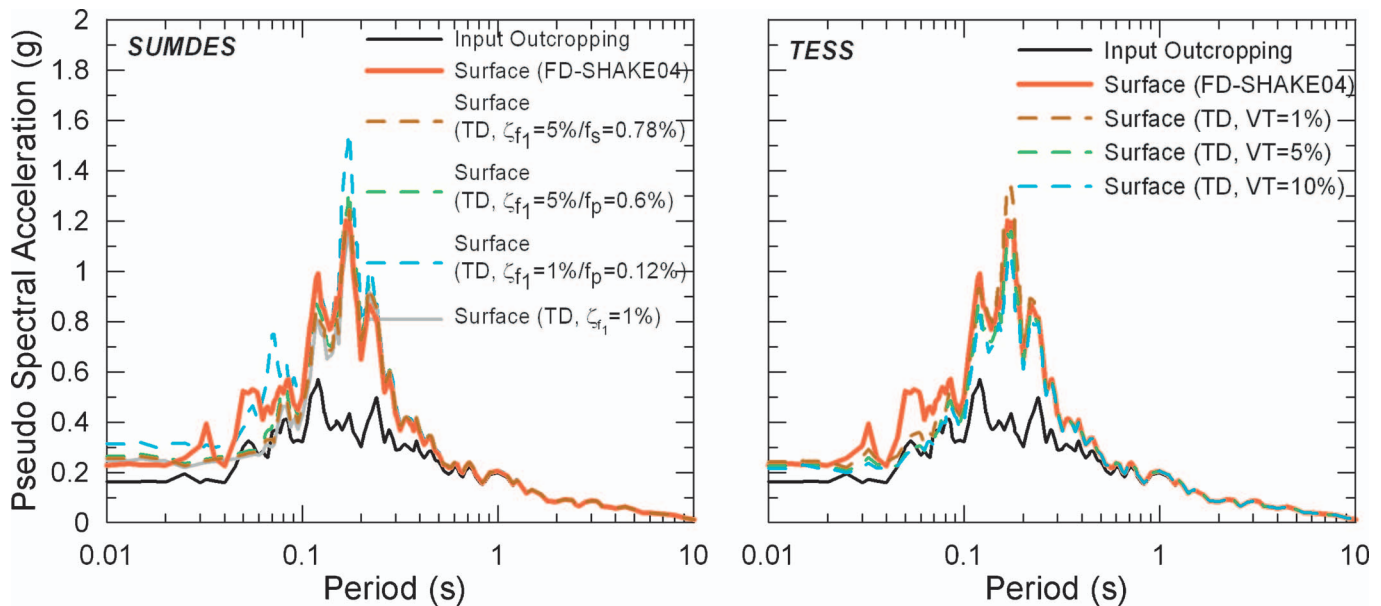 SUMDES
Input Outcropping
Surface (FD-SHAKE04)
Surface
(TD, ζf1=5%/fs=0.78%)
Surface
(TD, ζf1=5%/fp=0.6%)
Surface
(TD, ζf1=1%/fp=0.12%)
Surface (TD, ζf1=1%)
Pseudo Spectral Acceleration (g)
2
1.8
1.6
1.4
1.2
1
0.8
0.6
0.4
0.2
0
0.01
0.1
1
10
Period (s)
TESS
Input Outcropping
Surface (FD-SHAKE04)
Surface (TD, VT=1%)
Surface (TD, VT=5%)
Surface (TD, VT=10%)
0.01
0.1
1
10
Period (s)